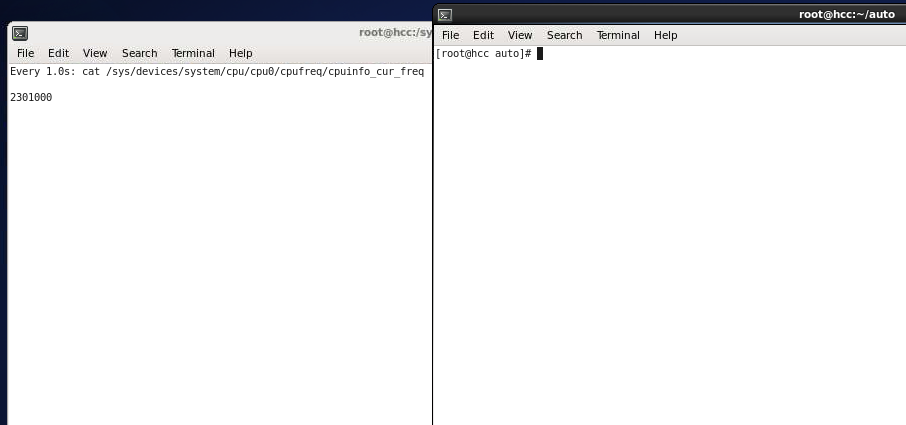 root@hcc:/sy
File Edit View Search Terminal Help
Every 1.0s: cat /sys/devices/system/cpu/cpu0/cpufreq/cpuinfo_cur_freq
2301000
root@hcc:~/auto
File Edit View Search Terminal Help
[root@hcc auto]#